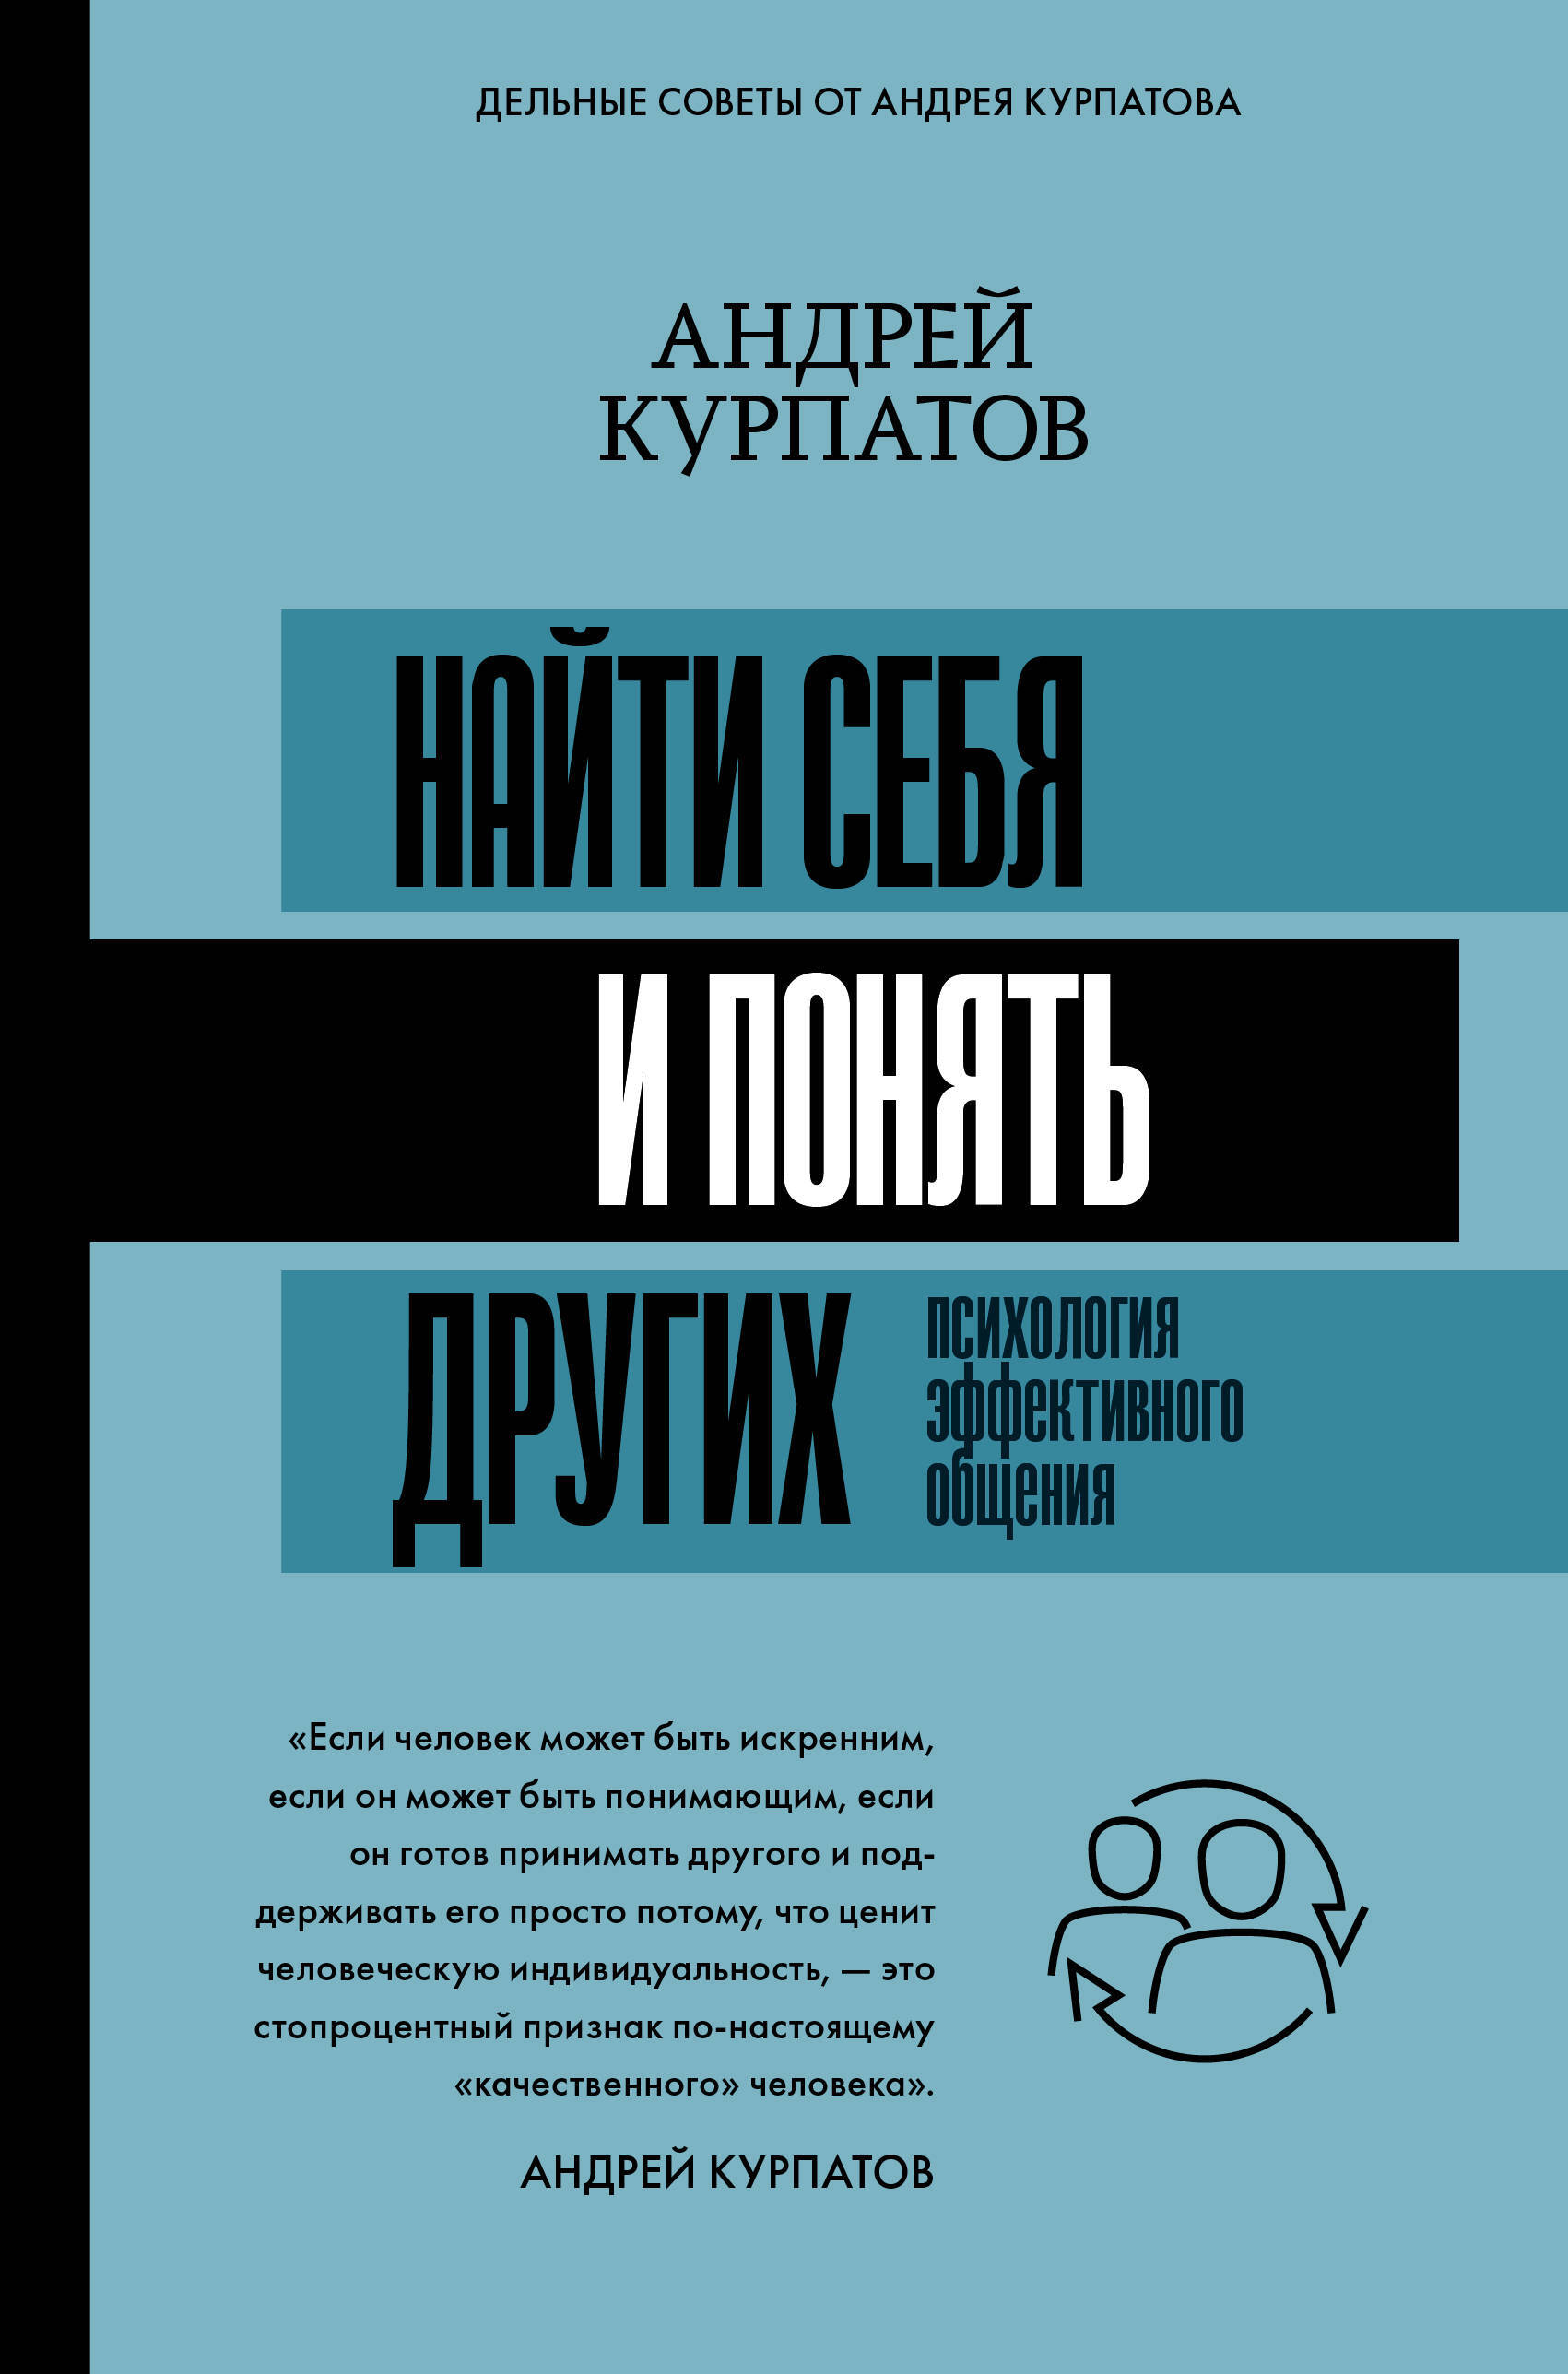 ДЕЛЬНЫЕ СОВЕТЫ ОТ АНДРЕЯ КУРПАТОВА
АНДРЕЙ
КУРПАТОВ
НАЙТИ СЕБЯ
И ПОНЯТЬ
ДРУГИХ
ПСИХОЛОГИЯ
эффективного
общения
«Если человек может быть искренним,
если он может быть понимающим, если
он готов принимать другого и под-
держивать его просто потому, что ценит
человеческую индивидуальность, — это
стопроцентный признак по-настоящему
«качественного» человека».
АНДРЕЙ КУРПАТОВ